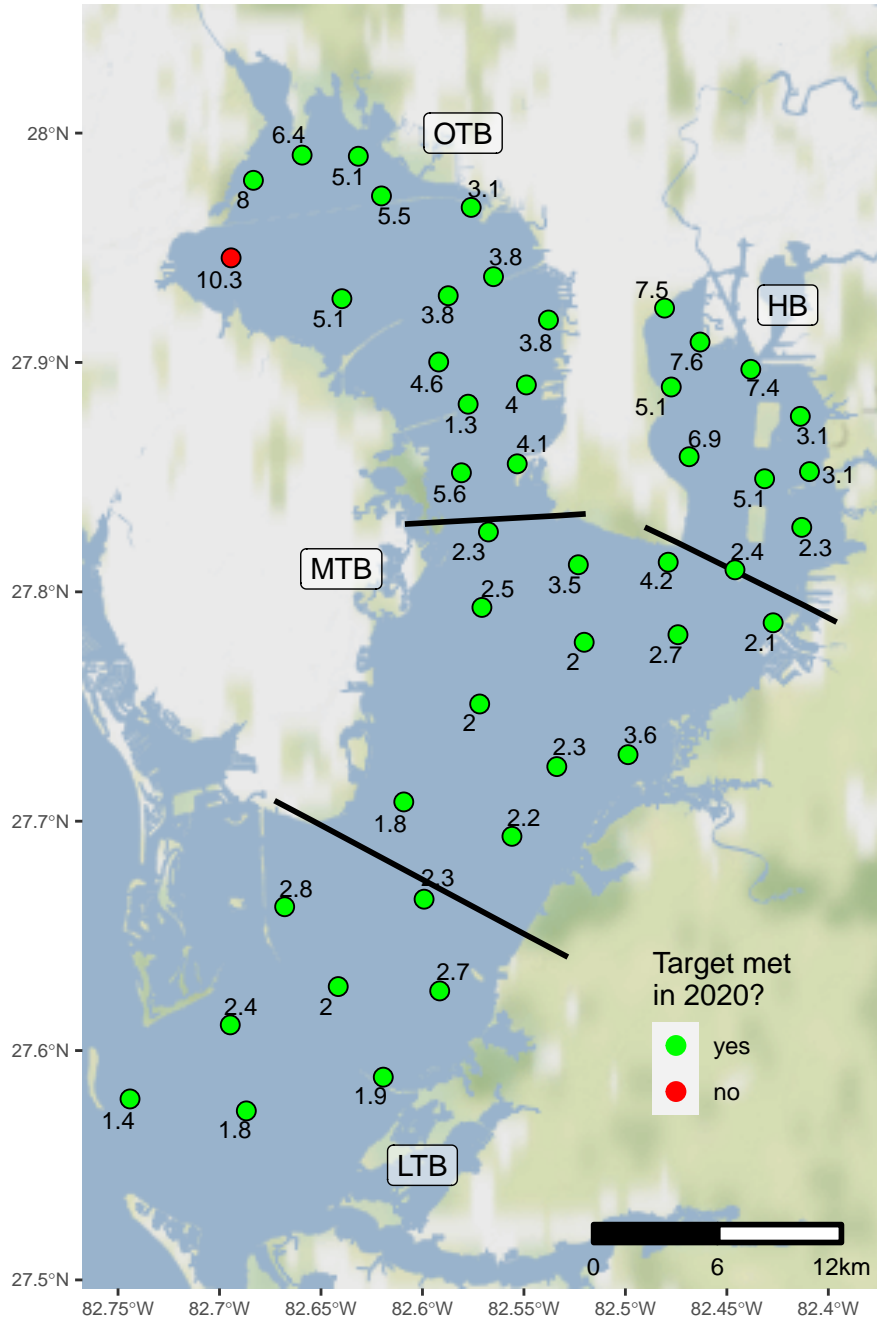 28°N
27.9°N
27.8°N
27.7°N
27.6°N
27.5°N
82.75°W
82.7°W
82.65°W
82.6°W
82.55°W
82.5°W
82.45°W
82.4°W
OTB
6.4
5.1
8
5.5
3.1
10.3
3.8
5.1
3.8
3.8
4.6
4
1.3
4.1
5.6
HB
7.5
7.6
7.4
5.1
3.1
6.9
3.1
5.1
2.3
2.4
MTB
2.3
3.5
4.2
2.5
2.1
2
2.7
2
2.3
3.6
1.8
2.2
2.3
2.8
2
2.7
2.4
1.9
1.4
1.8
LTB
Target met
in 2020?
yes
no
0 6 12km